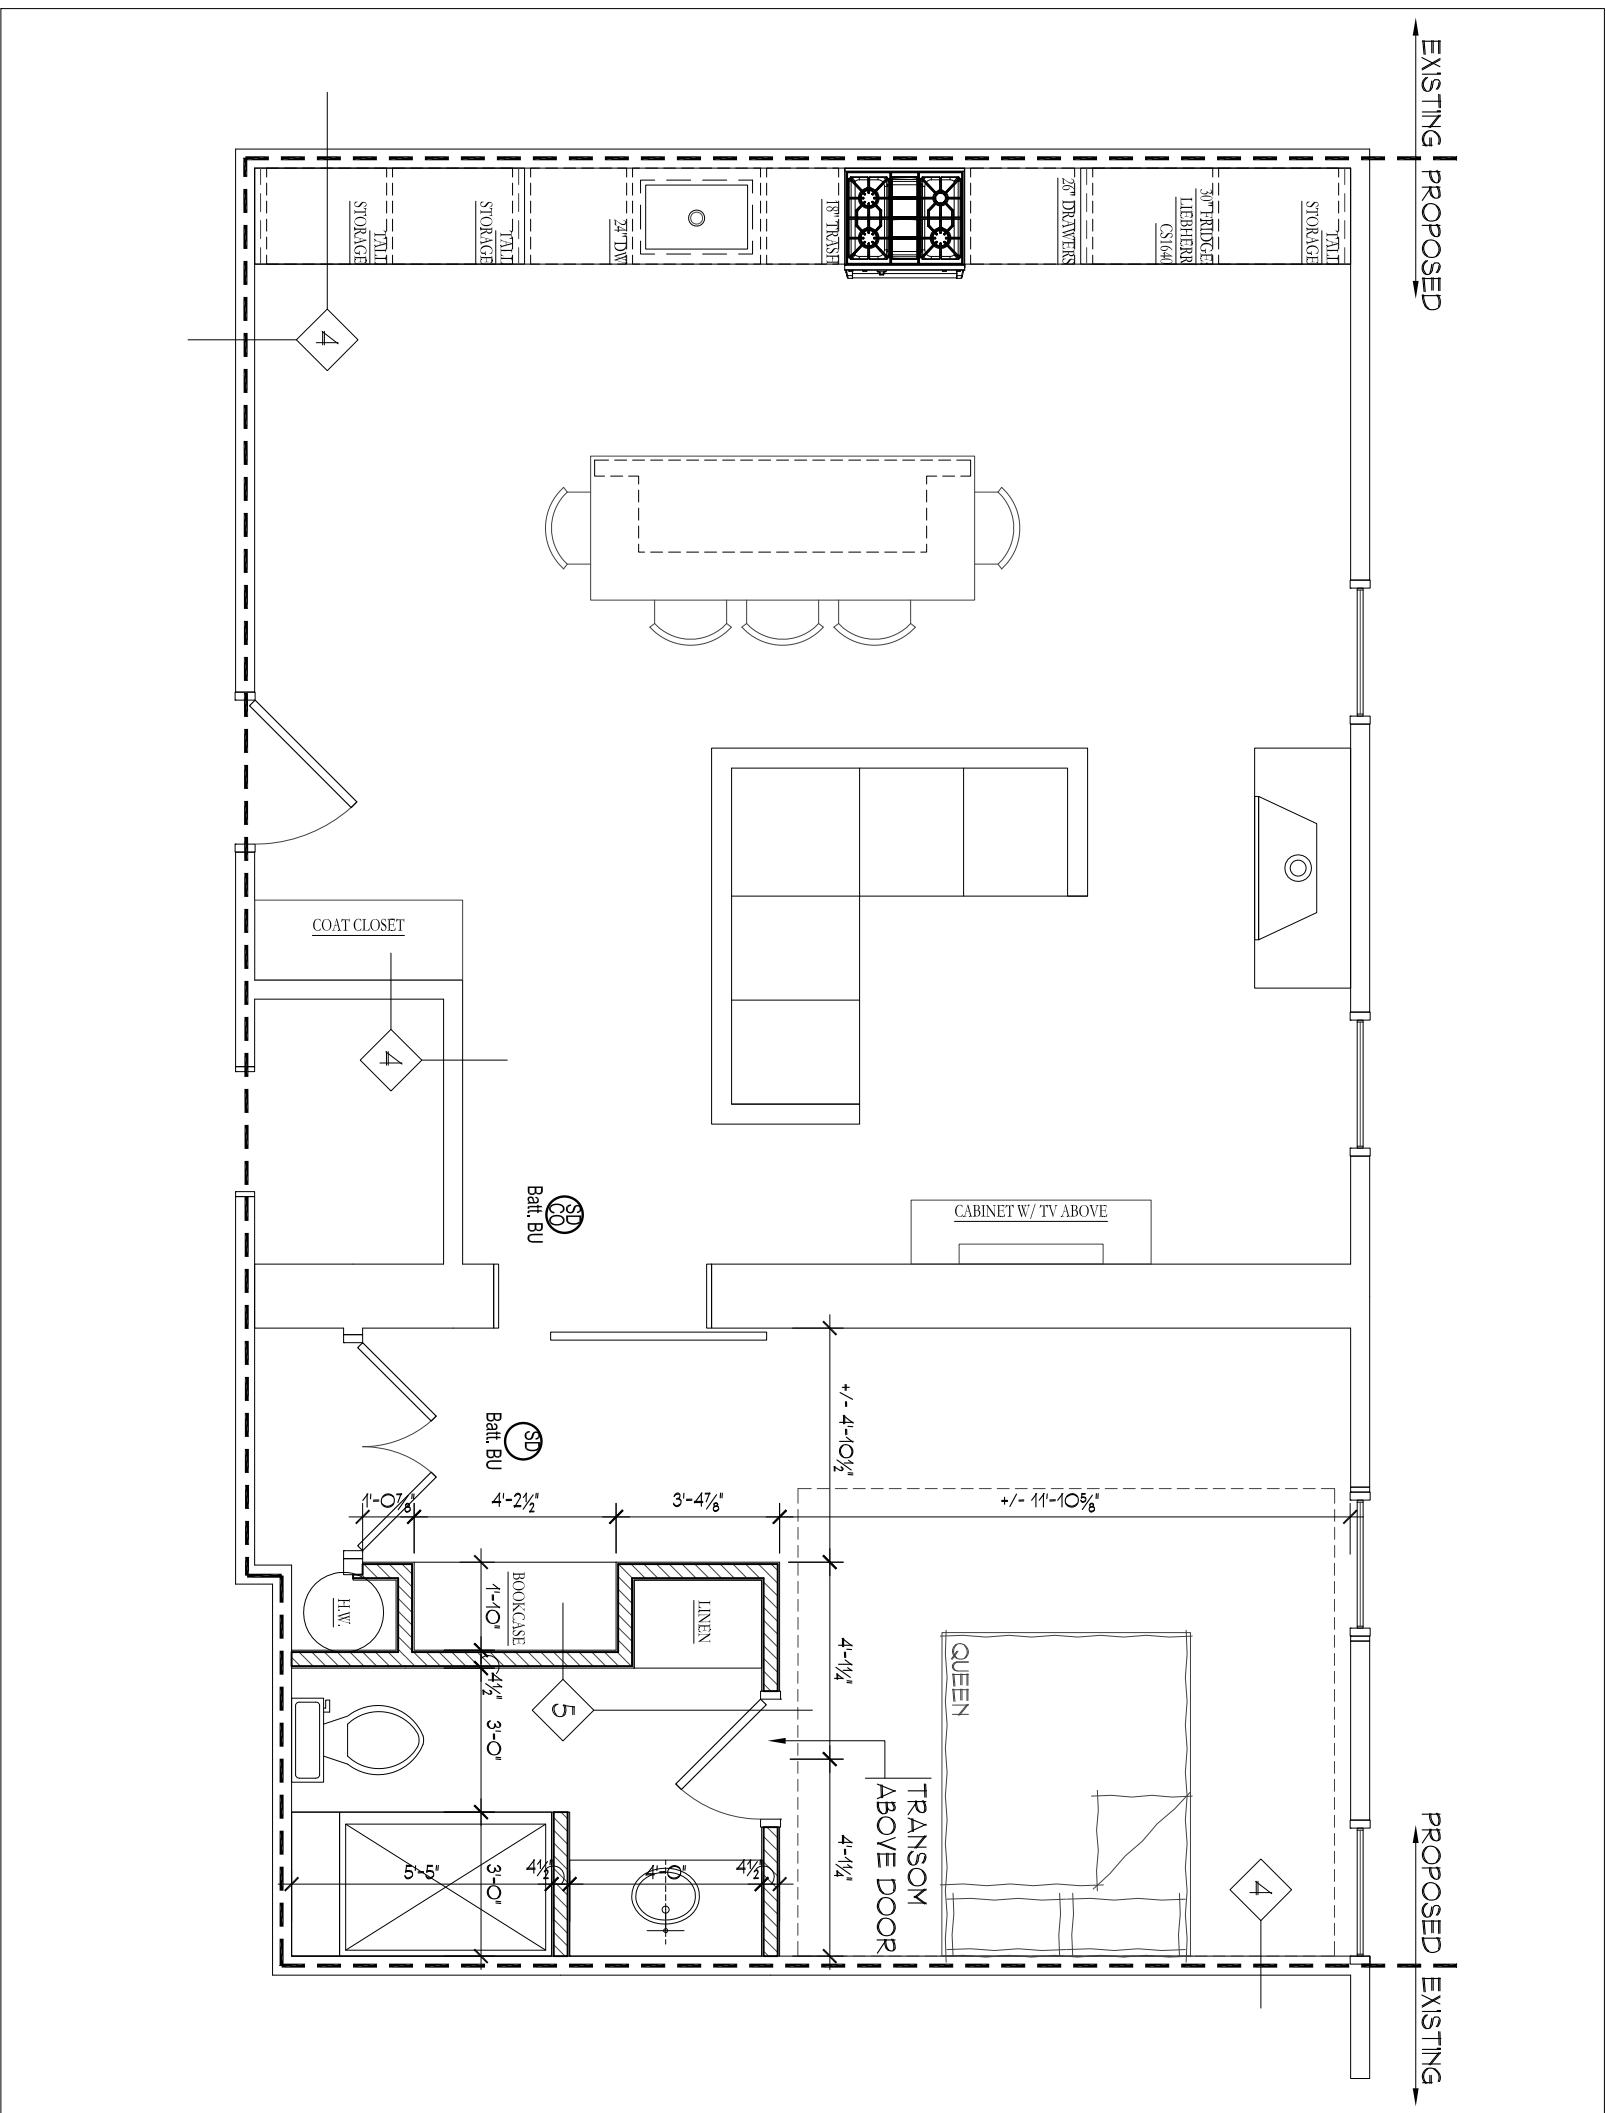 EXISTING
PROPOSED
TALL
STORAGE
TALL
STORAGE
24" DW
18" TRASH
26" DRAWERS
30" FRIDGE
LIEBHERR
CS1640
TALL
STORAGE
4
COAT CLOSET
4
SD
CO
Batt. BU
CABINET W/ TV ABOVE
SD
Batt. BU
+/- 4'-10½"
1'-0⅞"
4'-2½"
3'-4⅞"
+/- 11'-10⅝"
H.W.
1'-10"
BOOKCASE
LINEN
4'-1¼"
QUEEN
4½"
3'-0"
5
TRANSOM
ABOVE DOOR
4'-1¼"
5'-5"
3'-0"
4½"
4'-0"
4½"
4
PROPOSED
EXISTING